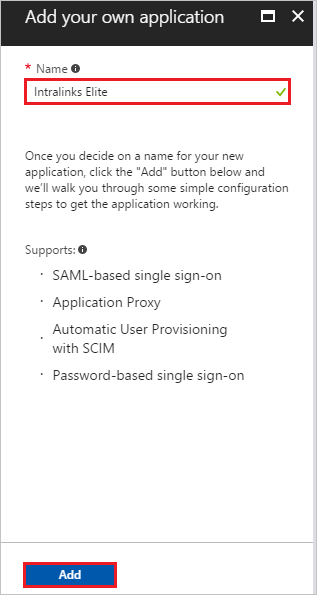 Add your own application
* Name
Intralinks Elite
Once you decide on a name for your new
application, click the "Add" button below and
we'll walk you through some simple configuration
steps to get the application working.
Supports:
· SAML-based single sign-on
· Application Proxy
· Automatic User Provisioning
with SCIM
· Password-based single sign-on
Add